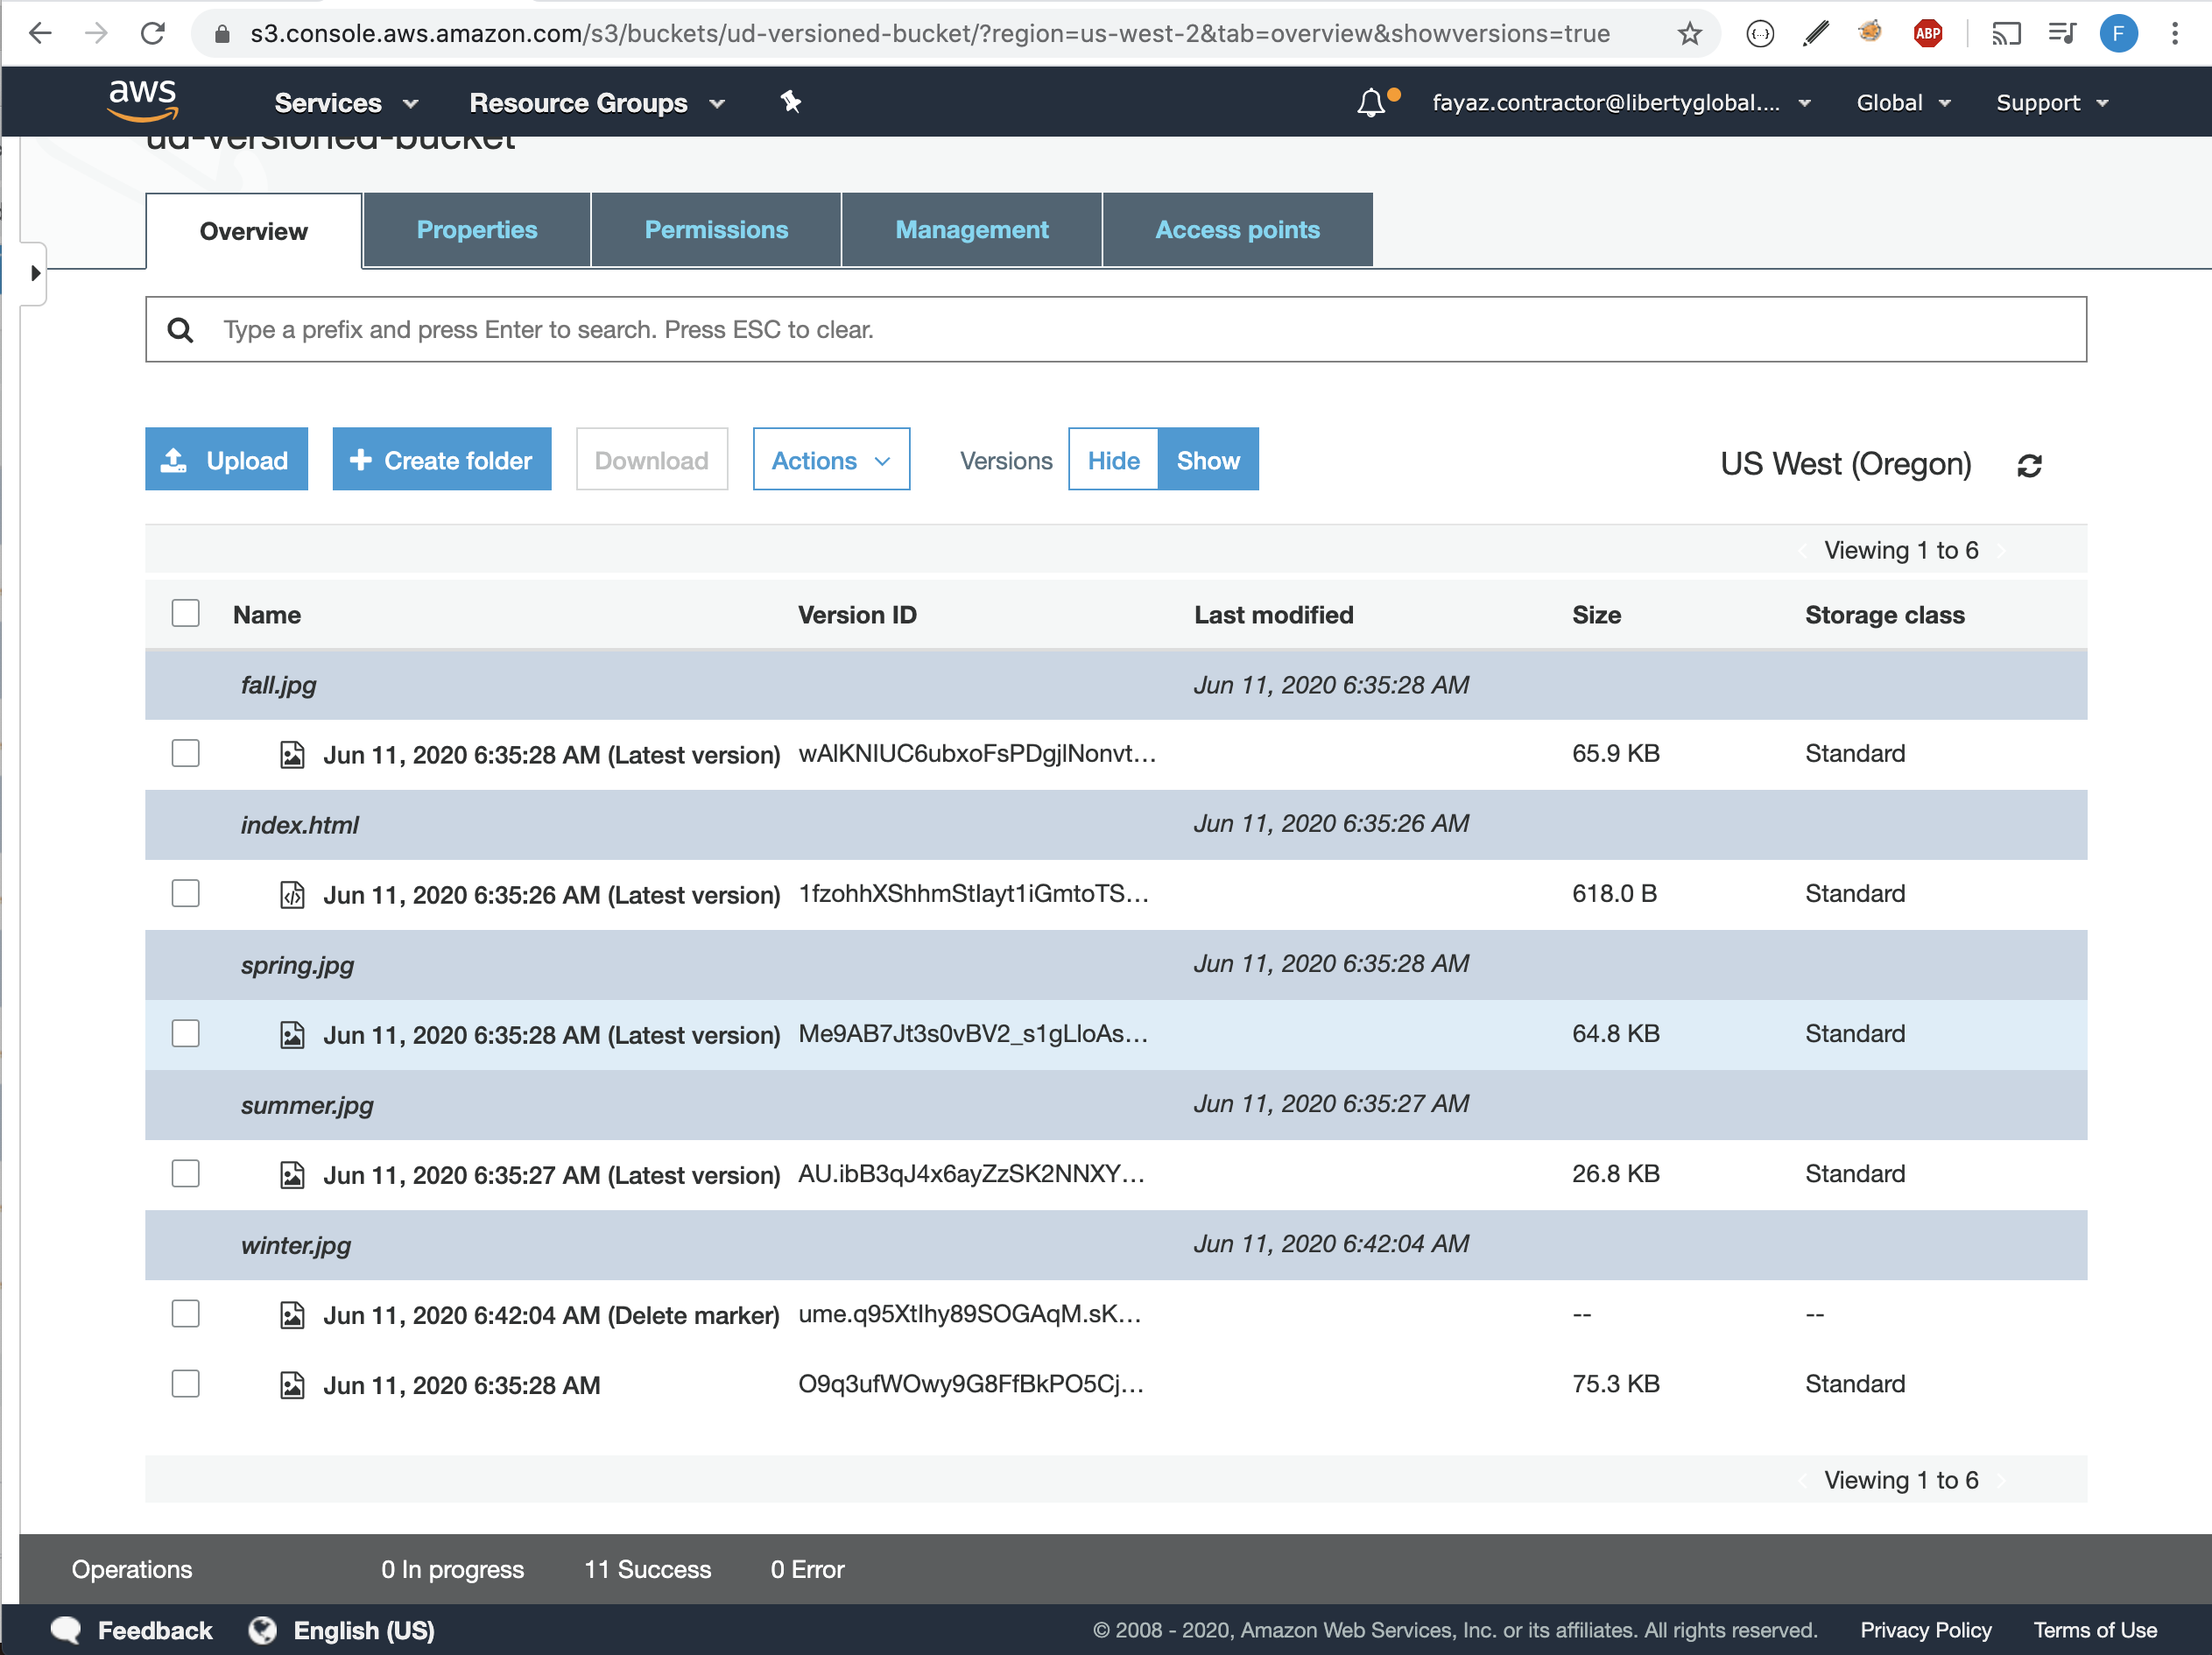 s3.console.aws.amazon.com/s3/buckets/ud-versioned-bucket/?region=us-west-2&tab=overview&showversions=true ABP F
aws Services Resource Groups fayaz.contractor@libertyglobal.... Global Support
ud-versioned-bucket
Overview Properties Permissions Management Access points
Type a prefix and press Enter to search. Press ESC to clear.
Upload Create folder Download Actions Versions Hide Show US West (Oregon)
Viewing 1 to 6
Name Version ID Last modified Size Storage class
fall.jpg Jun 11, 2020 6:35:28 AM
Jun 11, 2020 6:35:28 AM (Latest version) wAlKNIUC6ubxoFsPDgjlNonvt... 65.9 KB Standard
index.html Jun 11, 2020 6:35:26 AM
Jun 11, 2020 6:35:26 AM (Latest version) 1fzohhXShhmStIayt1iGmtoTS... 618.0 B Standard
spring.jpg Jun 11, 2020 6:35:28 AM
Jun 11, 2020 6:35:28 AM (Latest version) Me9AB7Jt3s0vBV2_s1gLloAs... 64.8 KB Standard
summer.jpg Jun 11, 2020 6:35:27 AM
Jun 11, 2020 6:35:27 AM (Latest version) AU.ibB3qJ4x6ayZzSK2NNXY... 26.8 KB Standard
winter.jpg Jun 11, 2020 6:42:04 AM
Jun 11, 2020 6:42:04 AM (Delete marker) ume.q95XtIhy89SOGAqM.sK... -- --
Jun 11, 2020 6:35:28 AM O9q3ufWOwy9G8FfBkPO5Cj... 75.3 KB Standard
Viewing 1 to 6
Operations 0 In progress 11 Success 0 Error
Feedback English (US) © 2008 - 2020, Amazon Web Services, Inc. or its affiliates. All rights reserved. Privacy Policy Terms of Use